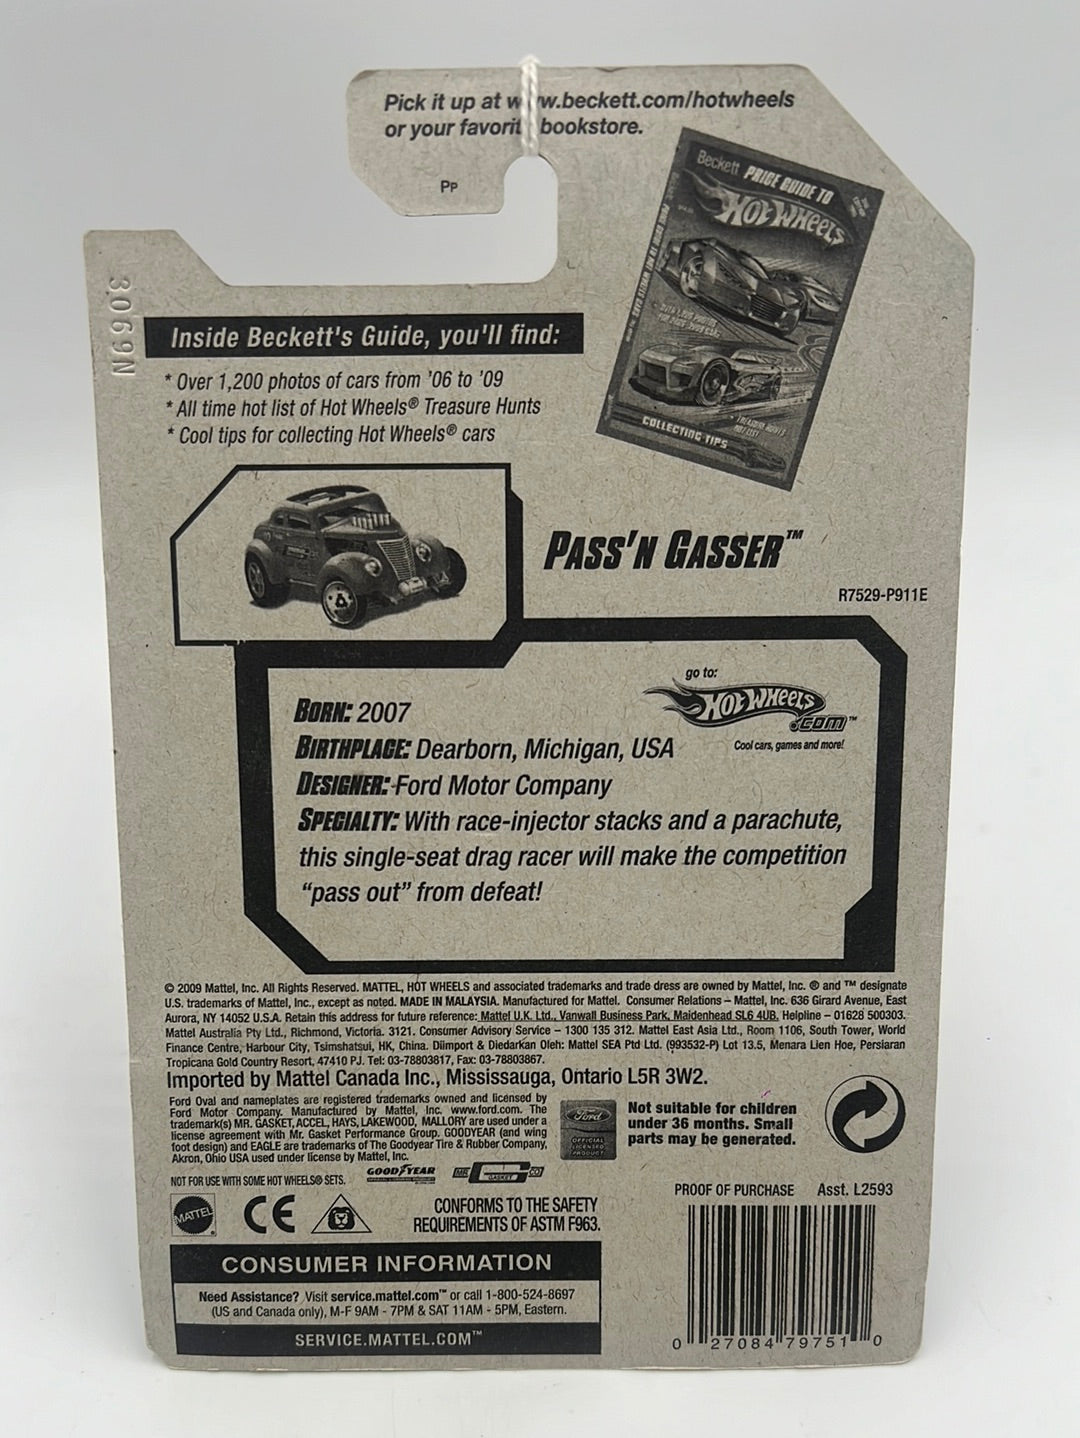 Pick it up at www.beckett.com/hotwheels
or your favorite bookstore.
PP
Beckett PRICE GUIDE TO
HOT WHEELS
COLLECTING TIPS
3069N
Inside Beckett's Guide, you'll find:
* Over 1,200 photos of cars from '06 to '09
* All time hot list of Hot Wheels® Treasure Hunts
* Cool tips for collecting Hot Wheels® cars
PASS'N GASSER™
R7529-P911E
go to:
HOT WHEELS
.COM™
Cool cars, games and more!
BORN: 2007
BIRTHPLACE: Dearborn, Michigan, USA
DESIGNER: Ford Motor Company
SPECIALTY: With race-injector stacks and a parachute,
this single-seat drag racer will make the competition
"pass out" from defeat!
© 2009 Mattel, Inc. All Rights Reserved. MATTEL, HOT WHEELS and associated trademarks and trade dress are owned by Mattel, Inc. ® and ™ designate
U.S. trademarks of Mattel, Inc., except as noted. MADE IN MALAYSIA. Manufactured for Mattel. Consumer Relations – Mattel, Inc. 636 Girard Avenue, East
Aurora, NY 14052 U.S.A. Retain this address for future reference: Mattel U.K. Ltd., Vanwall Business Park, Maidenhead SL6 4UB. Helpline – 01628 500303.
Mattel Australia Pty Ltd., Richmond, Victoria. 3121. Consumer Advisory Service – 1300 135 312. Mattel East Asia Ltd., Room 1106, South Tower, World
Finance Centre, Harbour City, Tsimshatsui, HK, China. Diimport & Diedarkan Oleh: Mattel SEA Ptd Ltd. (993532-P) Lot 13.5, Menara Lien Hoe, Persiaran
Tropicana Gold Country Resort, 47410 PJ. Tel: 03-78803817, Fax: 03-78803867.
Imported by Mattel Canada Inc., Mississauga, Ontario L5R 3W2.
Ford Oval and nameplates are registered trademarks owned and licensed by
Ford Motor Company. Manufactured by Mattel, Inc. www.ford.com. The
trademark(s) MR. GASKET, ACCEL, HAYS, LAKEWOOD, MALLORY are used under a
license agreement with Mr. Gasket Performance Group. GOODYEAR (and wing
foot design) and EAGLE are trademarks of The Goodyear Tire & Rubber Company,
Akron, Ohio USA used under license by Mattel, Inc.
Ford
OFFICIAL
LICENSED
PRODUCT
Not suitable for children
under 36 months. Small
parts may be generated.
NOT FOR USE WITH SOME HOT WHEELS® SETS.
GOODYEAR
MR. GASKET CO
MATTEL
CE
CONFORMS TO THE SAFETY
REQUIREMENTS OF ASTM F963.
PROOF OF PURCHASE Asst. L2593
CONSUMER INFORMATION
Need Assistance? Visit service.mattel.com™ or call 1-800-524-8697
(US and Canada only), M-F 9AM - 7PM & SAT 11AM - 5PM, Eastern.
SERVICE.MATTEL.COM™
0 27084 79751 0